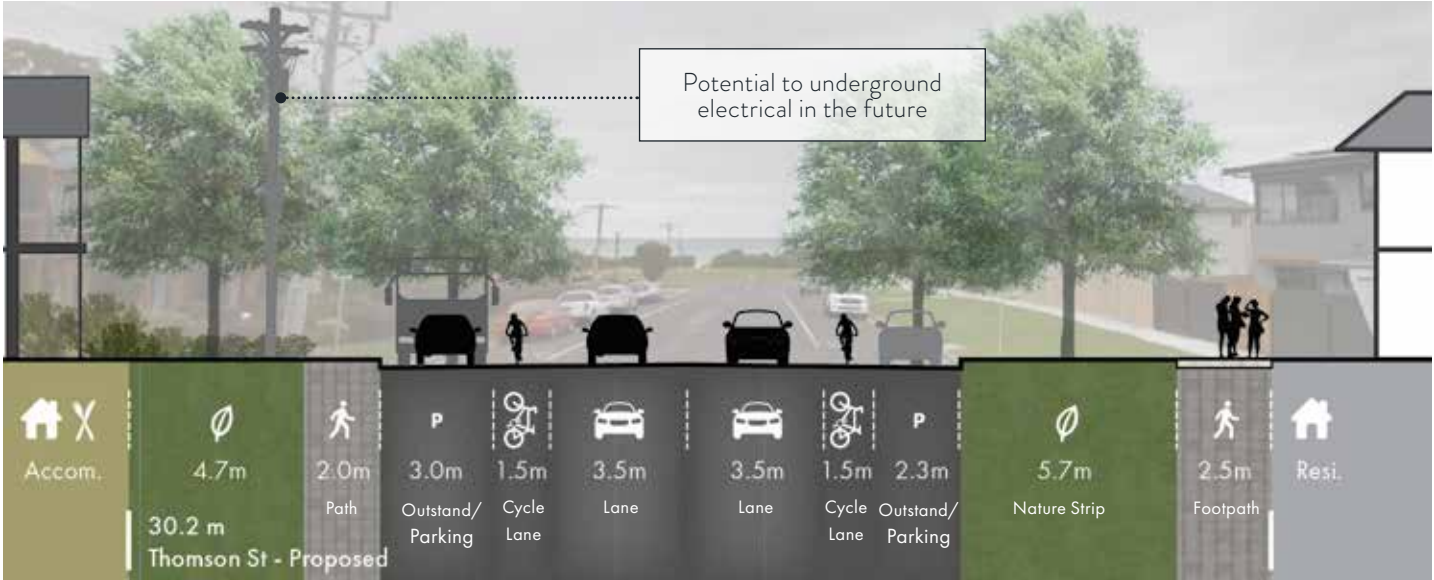 Potential to underground
electrical in the future
Accom.
4.7m
2.0m
Path
P
3.0m
Outstand/
Parking
1.5m
Cycle
Lane
3.5m
Lane
3.5m
Lane
1.5m
Cycle
Lane
P
2.3m
Outstand/
Parking
5.7m
Nature Strip
2.5m
Footpath
Resi.
30.2 m
Thomson St - Proposed